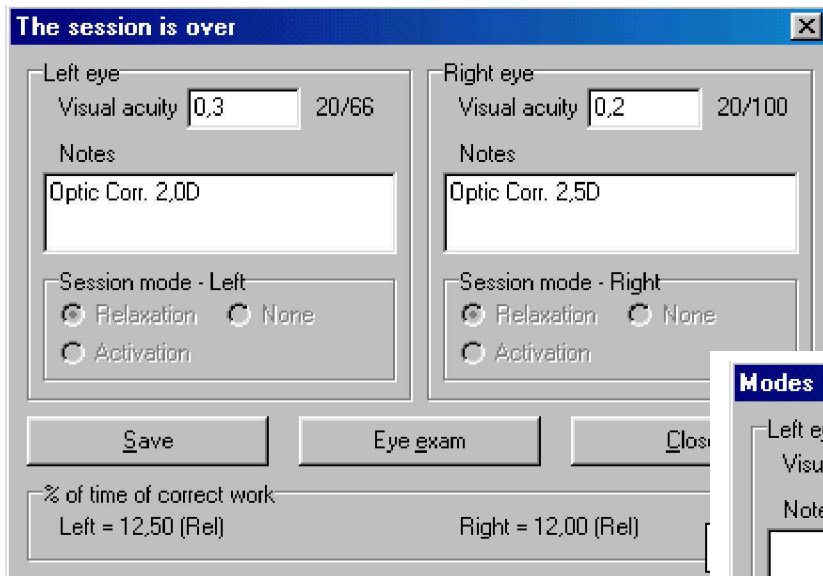 The session is over
Left eye
Visual acuity 0,3 20/66
Notes
Optic Corr. 2,0D
Session mode - Left
Relaxation None
Activation
Right eye
Visual acuity 0,2 20/100
Notes
Optic Corr. 2,5D
Session mode - Right
Relaxation None
Activation
Save Eye exam
% of time of correct work
Left = 12,50 (Rel) Right = 12,00 (Rel)
Modes
Left